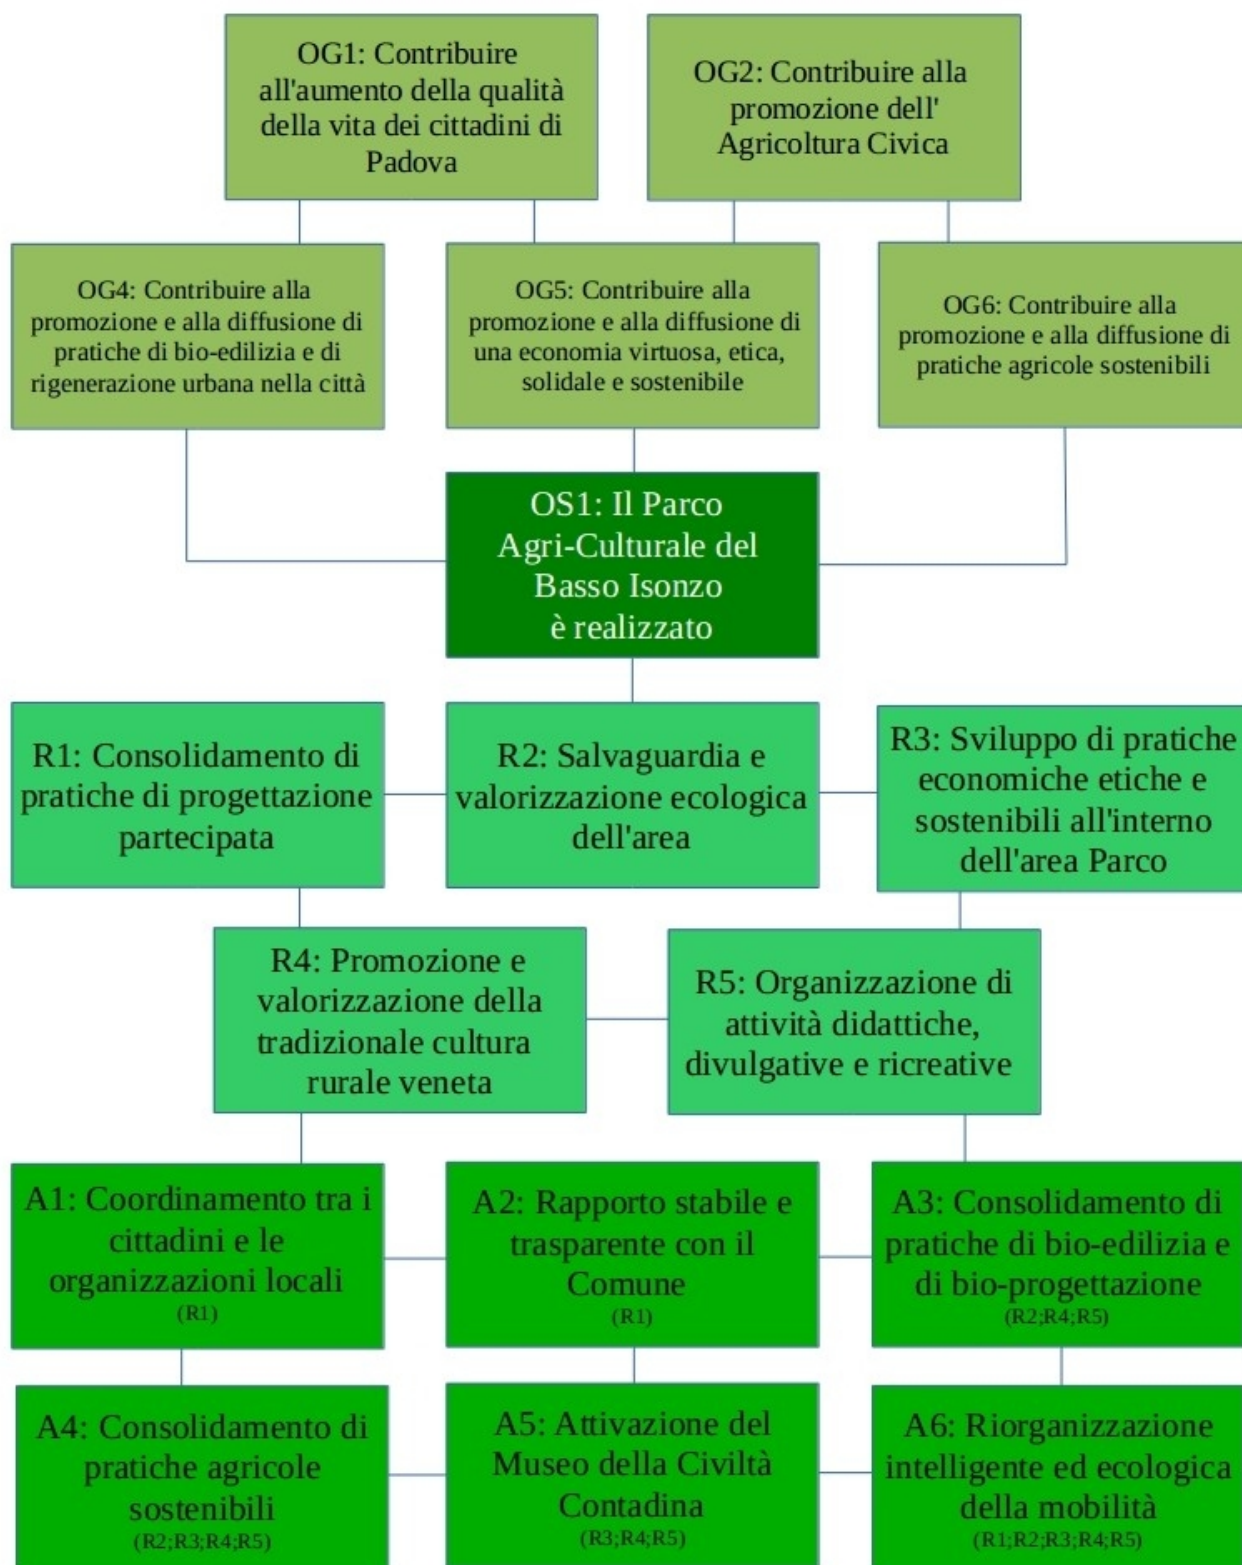 OG1: Contribuire
all'aumento della qualità
della vita dei cittadini di
Padova
OG2: Contribuire alla
promozione dell'
Agricoltura Civica
OG4: Contribuire alla
promozione e alla diffusione di
pratiche di bio-edilizia e di
rigenerazione urbana nella città
OG5: Contribuire alla
promozione e alla diffusione di
una economia virtuosa, etica,
solidale e sostenibile
OG6: Contribuire alla
promozione e alla diffusione di
pratiche agricole sostenibili
OS1: Il Parco
Agri-Culturale del
Basso Isonzo
è realizzato
R1: Consolidamento di
pratiche di progettazione
partecipata
R2: Salvaguardia e
valorizzazione ecologica
dell'area
R3: Sviluppo di pratiche
economiche etiche e
sostenibili all'interno
dell'area Parco
R4: Promozione e
valorizzazione della
tradizionale cultura
rurale veneta
R5: Organizzazione di
attività didattiche,
divulgative e ricreative
A1: Coordinamento tra i
cittadini e le
organizzazioni locali
(R1)
A2: Rapporto stabile e
trasparente con il
Comune
(R1)
A3: Consolidamento di
pratiche di bio-edilizia e
di bio-progettazione
(R2;R4;R5)
A4: Consolidamento di
pratiche agricole
sostenibili
(R2;R3;R4;R5)
A5: Attivazione del
Museo della Civiltà
Contadina
(R3;R4;R5)
A6: Riorganizzazione
intelligente ed ecologica
della mobilità
(R1;R2;R3;R4;R5)